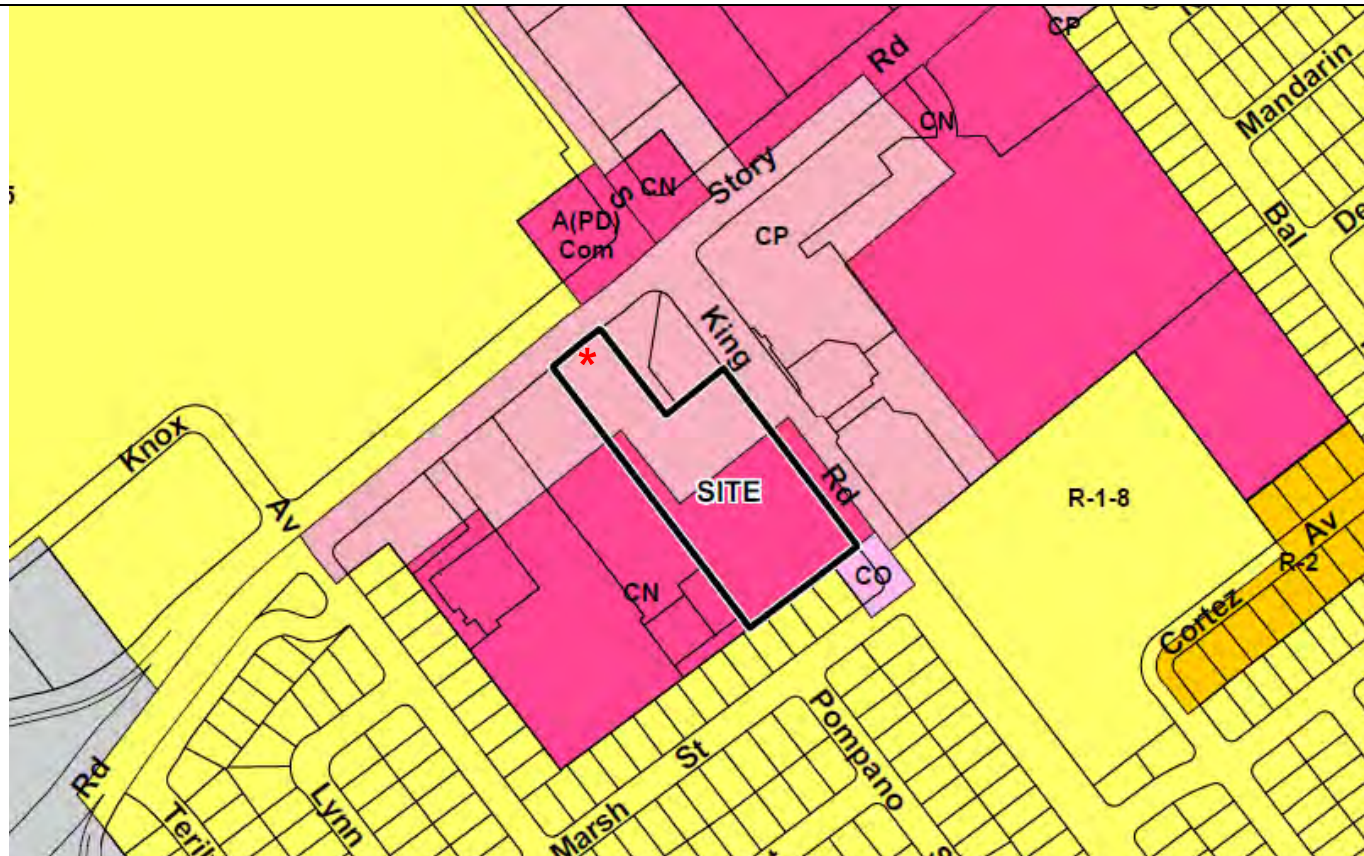 CP
Rd
Mandarin
CN
Story
S
CN
A(PD)
Com
CP
Bal
King
*
Knox
Av
SITE
Rd
R-1-8
Av
R-2
CO
CN
Cortez
Pompano
St
Marsh
Rd
Lynn